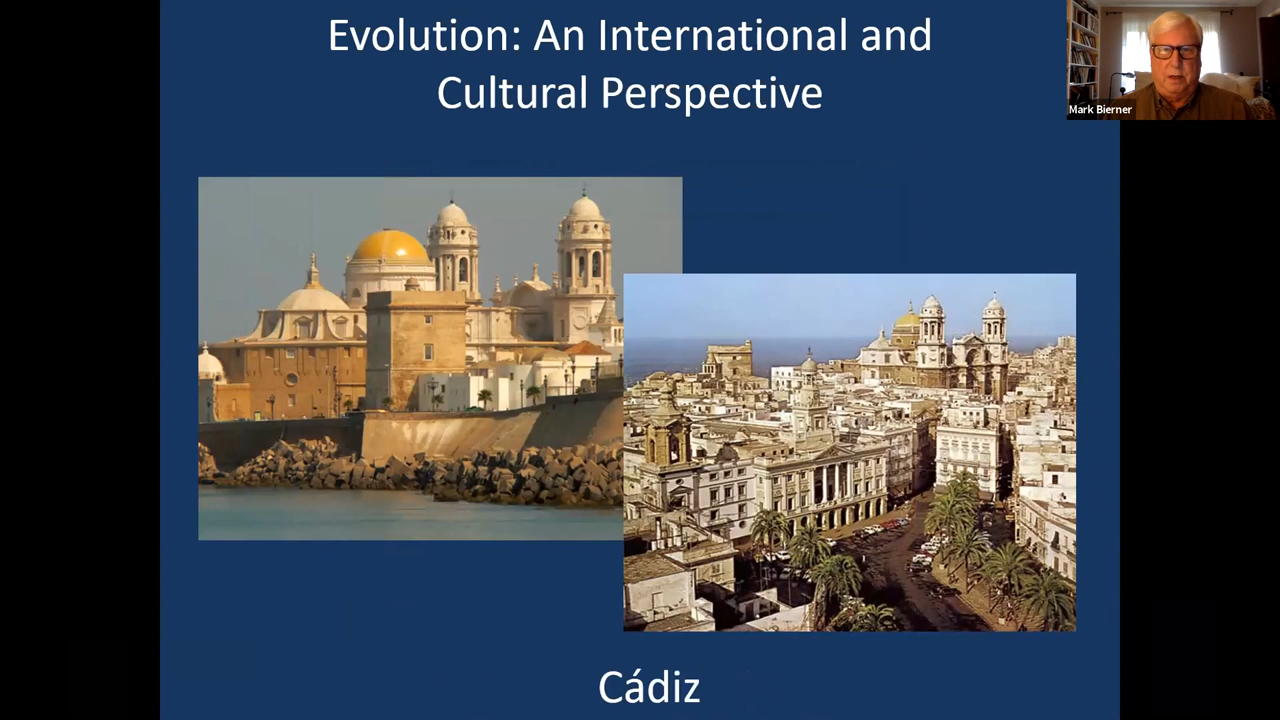 Evolution: An International and
Cultural Perspective
Mark Bierner
Cádiz